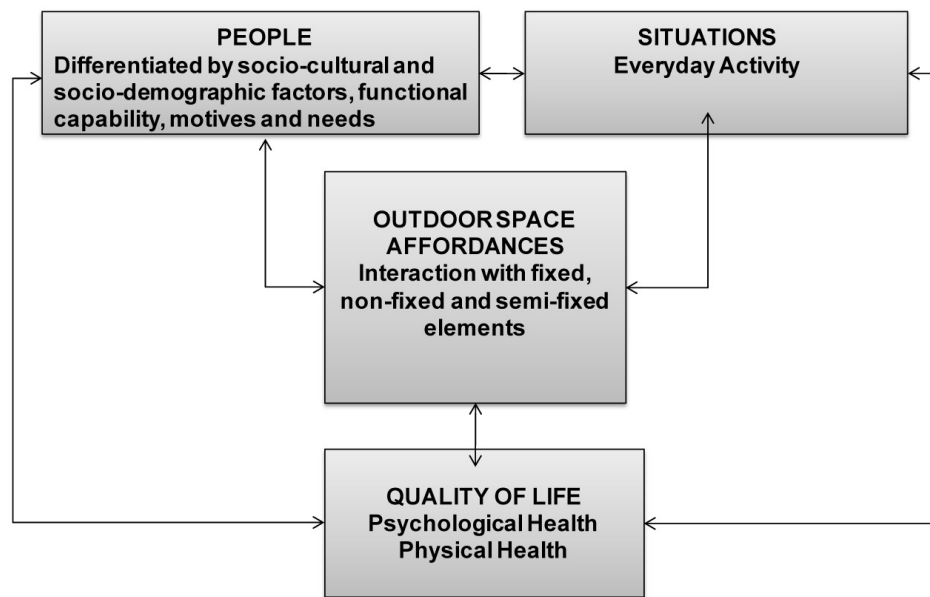 PEOPLE
Differentiated by socio-cultural and
socio-demographic factors, functional
capability, motives and needs
SITUATIONS
Everyday Activity
OUTDOOR SPACE
AFFORDANCES
Interaction with fixed,
non-fixed and semi-fixed
elements
QUALITY OF LIFE
Psychological Health
Physical Health